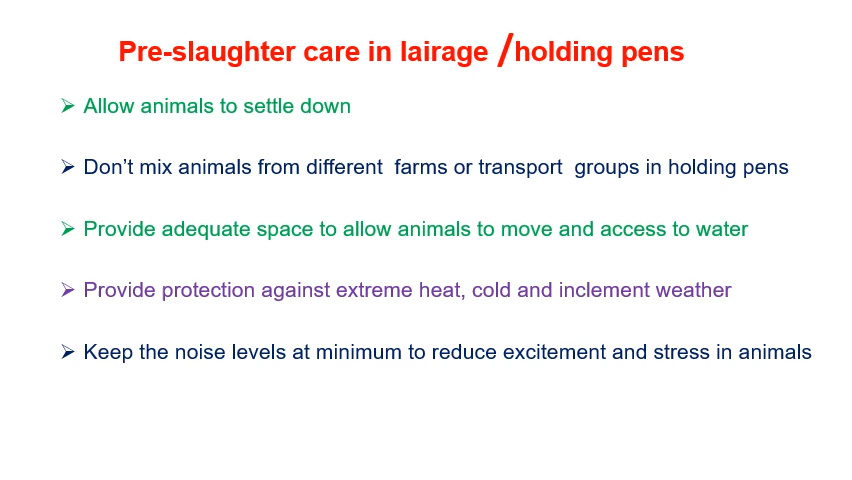 Pre-slaughter care in lairage /holding pens
➢ Allow animals to settle down
➢ Don’t mix animals from different  farms or transport  groups in holding pens
➢ Provide adequate space to allow animals to move and access to water
➢ Provide protection against extreme heat, cold and inclement weather
➢ Keep the noise levels at minimum to reduce excitement and stress in animals